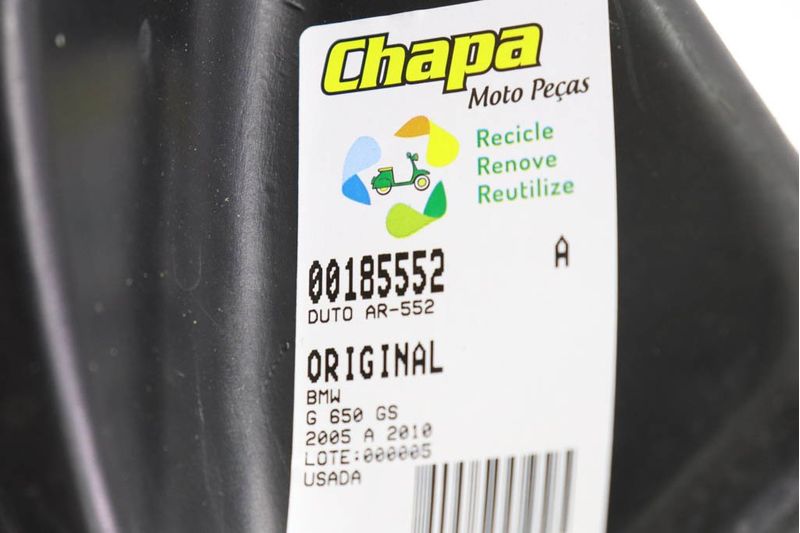 Chapa
Moto Peças
Recicle
Renove
Reutilize
00185552 A
DUTO AR-552
ORIGINAL
BMW
G 650 GS
2005 A 2010
LOTE:000005
USADA